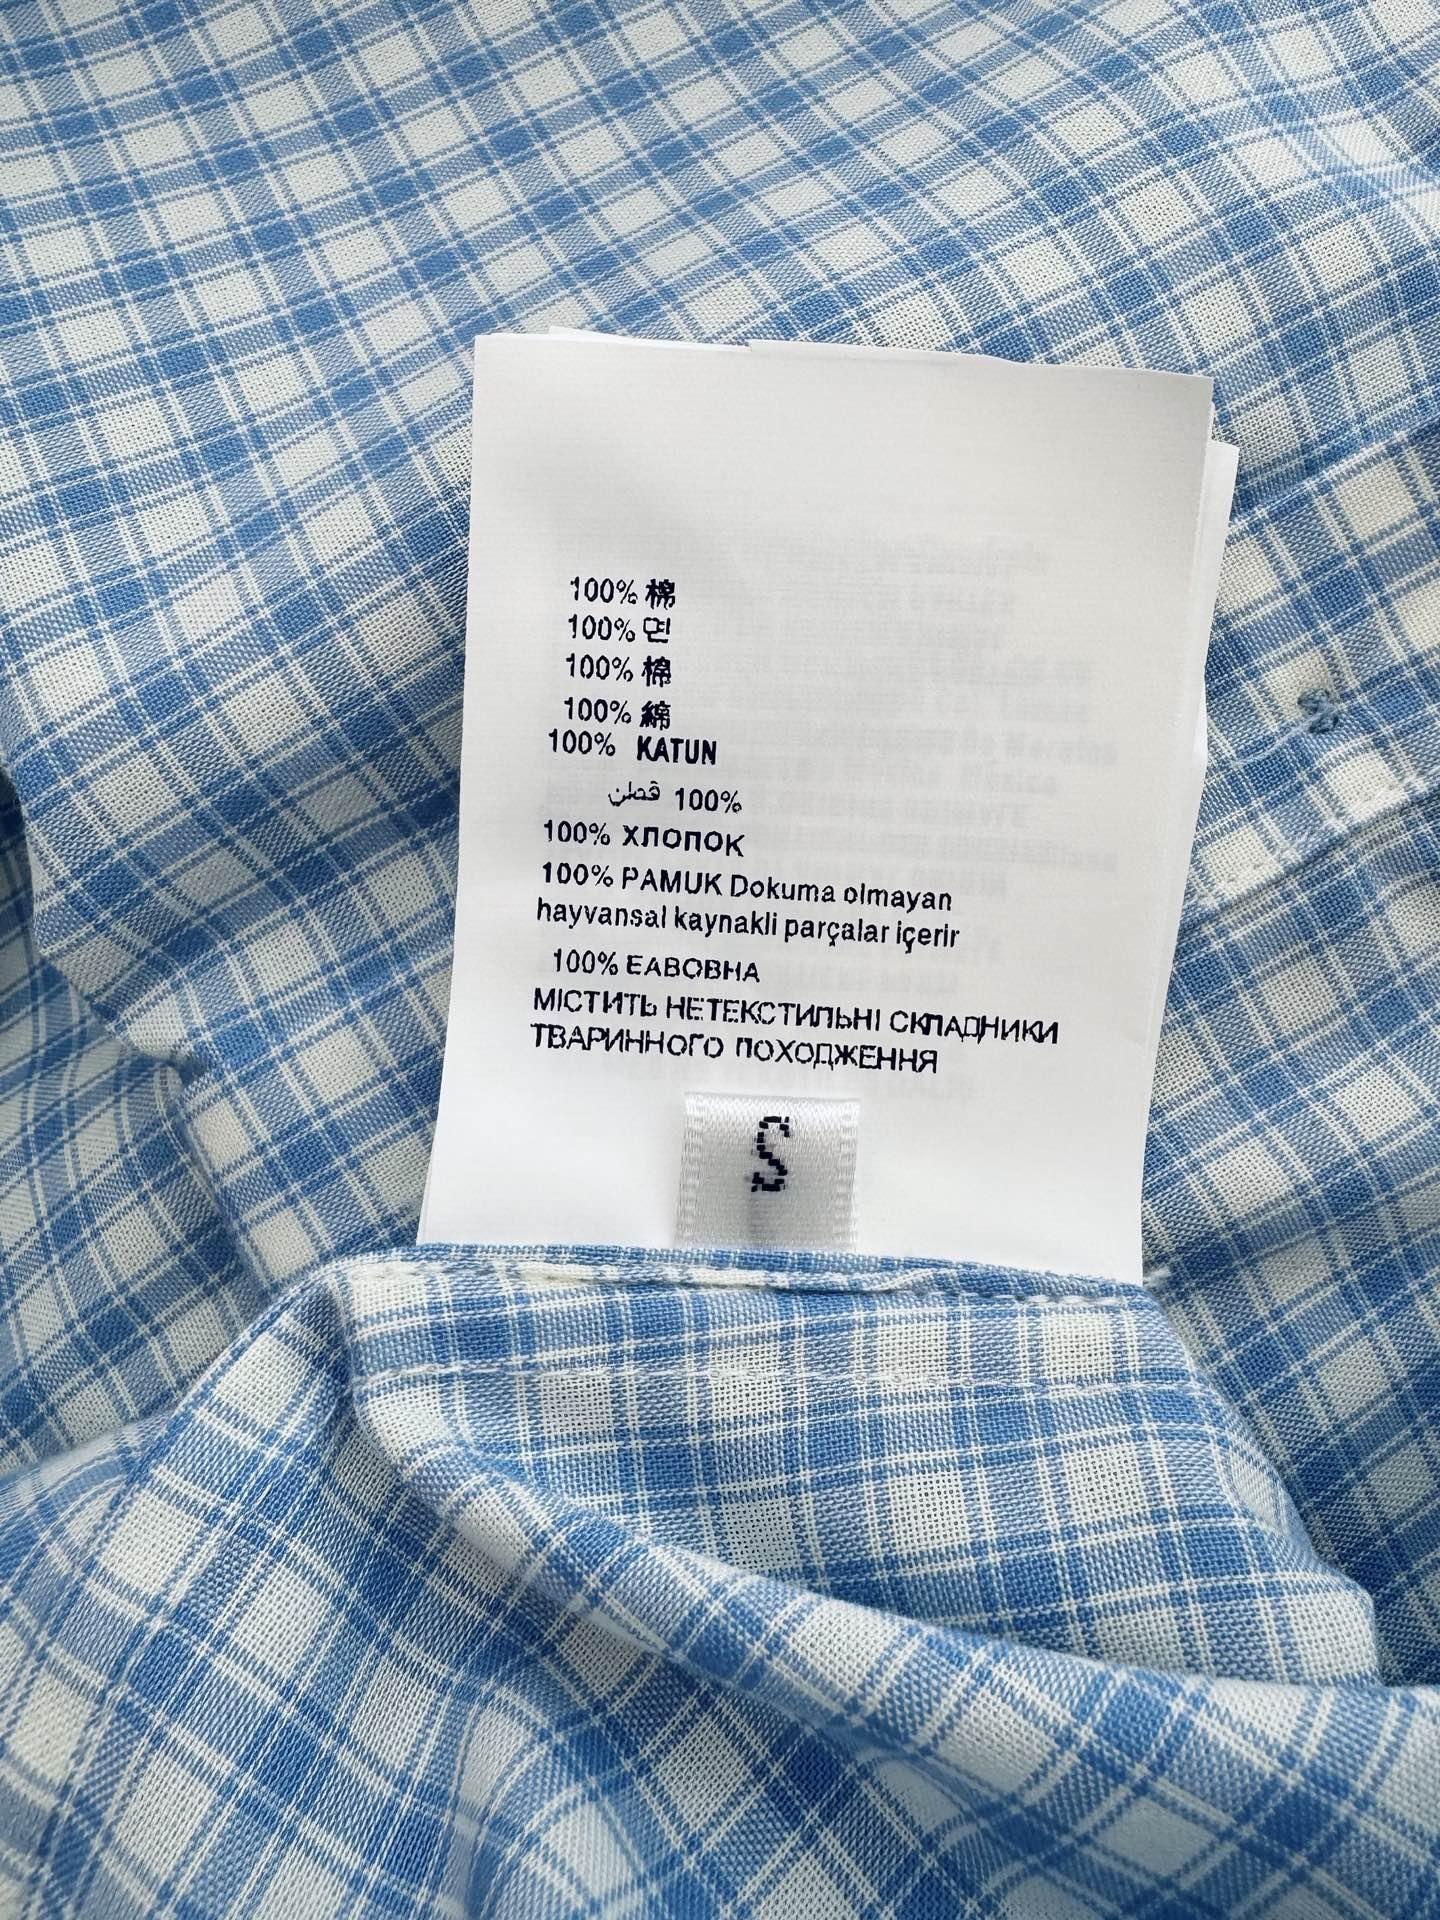 100% 棉
100% 면
100% 棉
100% 綿
100% KATUN
100% قطن
100% ХЛОПОК
100% PAMUK Dokuma olmayan
hayvansal kaynakli parçalar içerir
100% EABOBHA
МІСТИТЬ НЕТЕКСТИЛЬНІ СКЛАДНИКИ
ТВАРИННОГО ПОХОДЖЕННЯ
S